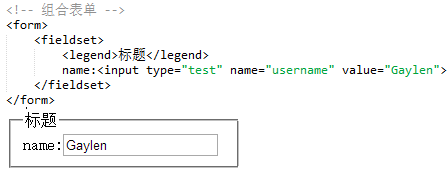 <!-- 组合表单 -->
<form>
    <fieldset>
        <legend>标题</legend>
        name:<input type="test" name="username" value="Gaylen">
    </fieldset>
</form>
标题
name:Gaylen